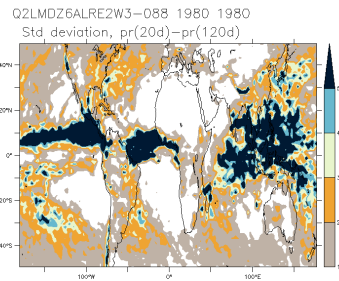 Q2LMDZ6ALRE2W3-088 1980 1980
Std deviation, pr(20d)-pr(120d)
40°N
20°N
0°
20°S
40°S
100°W
0°
100°E
5
4
3
2
1